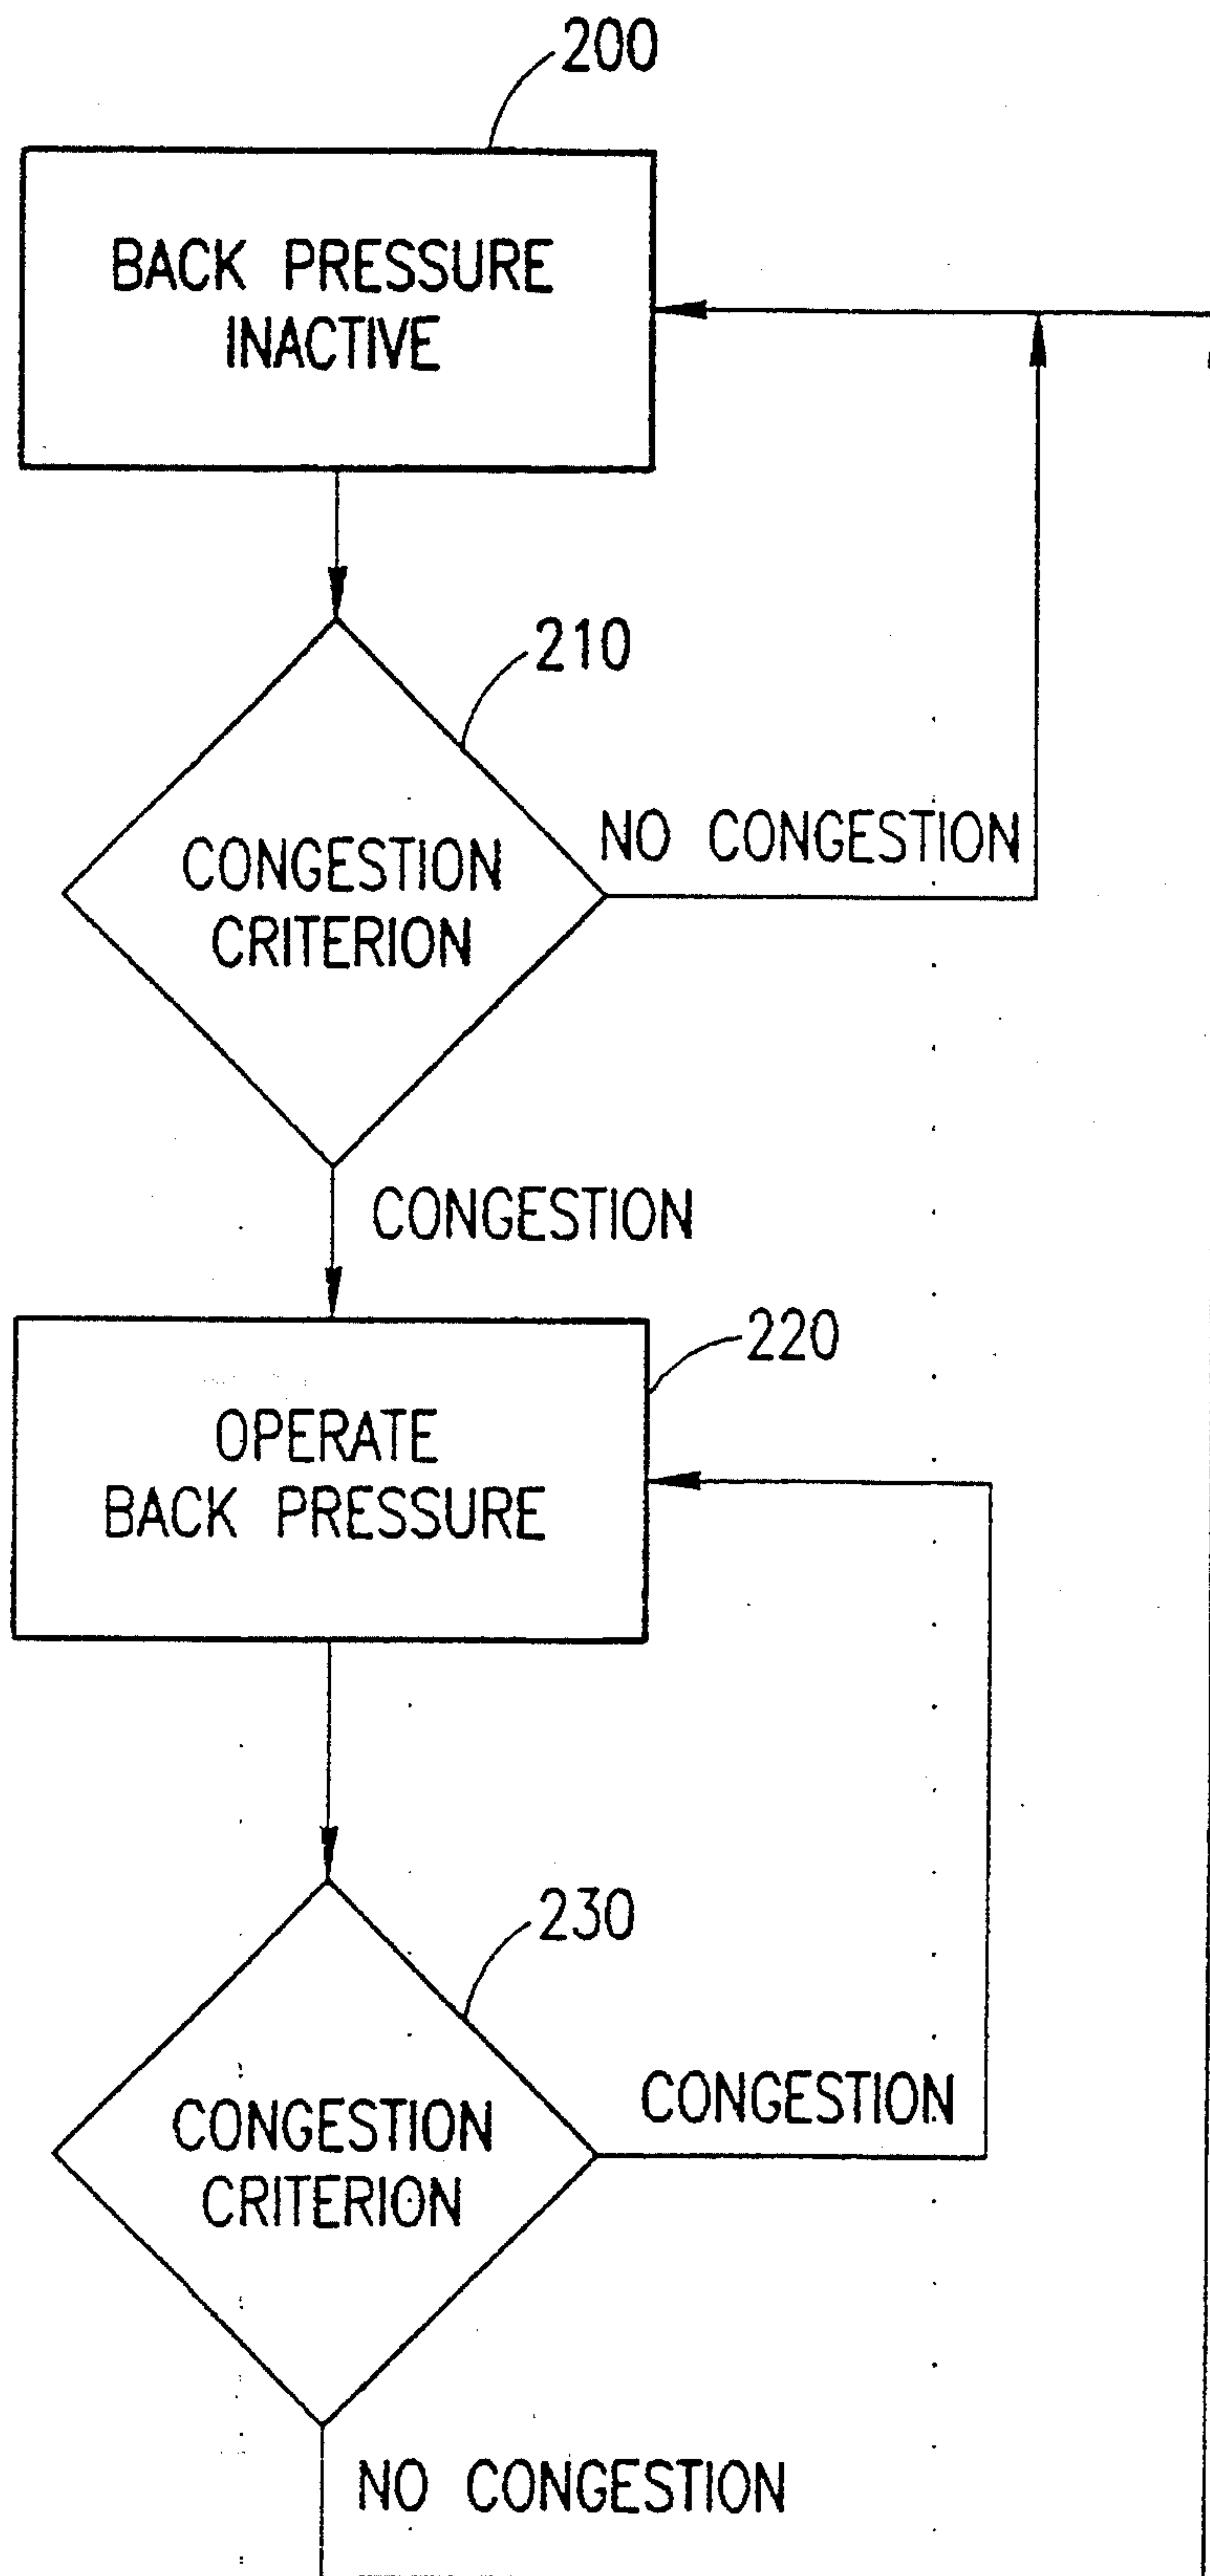 200
BACK PRESSURE
INACTIVE
210
CONGESTION
CRITERION
NO CONGESTION
CONGESTION
220
OPERATE
BACK PRESSURE
230
CONGESTION
CRITERION
CONGESTION
NO CONGESTION